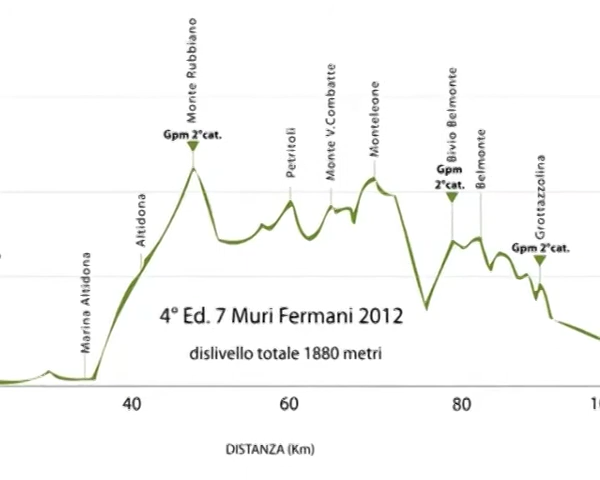 Monte Rubbiano
Gpm 2°cat.
Altidona
Marina Altidona
Petritoli
Monte V.Combatte
Monteleone
Bivio Belmonte
Gpm
2°cat.
Belmonte
Grottazzolina
Gpm 2°cat.
4° Ed. 7 Muri Fermani 2012
dislivello totale 1880 metri
40 60 80
DISTANZA (Km)